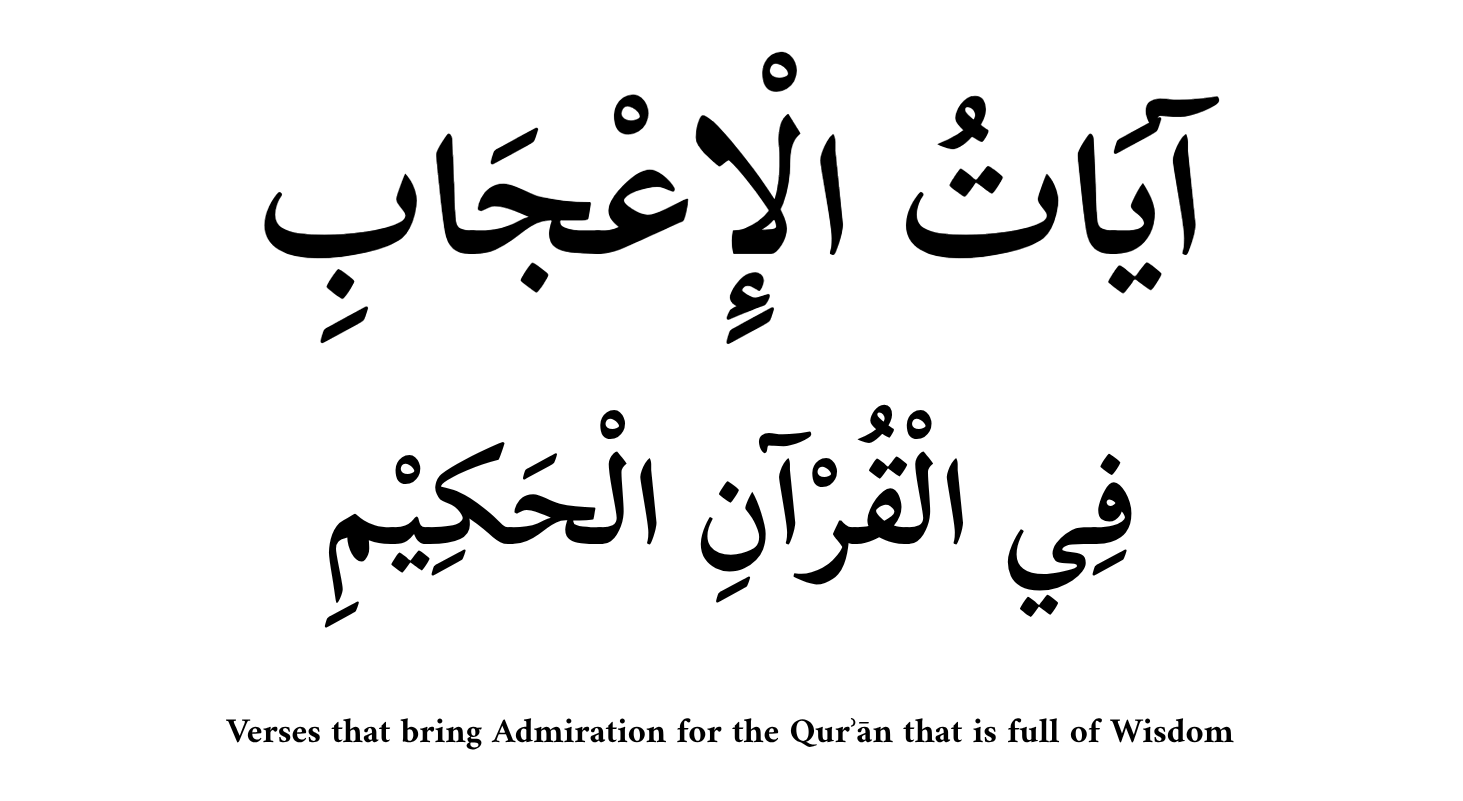 آيَاتُ الْإِعْجَابِ
فِي الْقُرْآنِ الْحَكِيْمِ
Verses that bring Admiration for the Qurʾān that is full of Wisdom